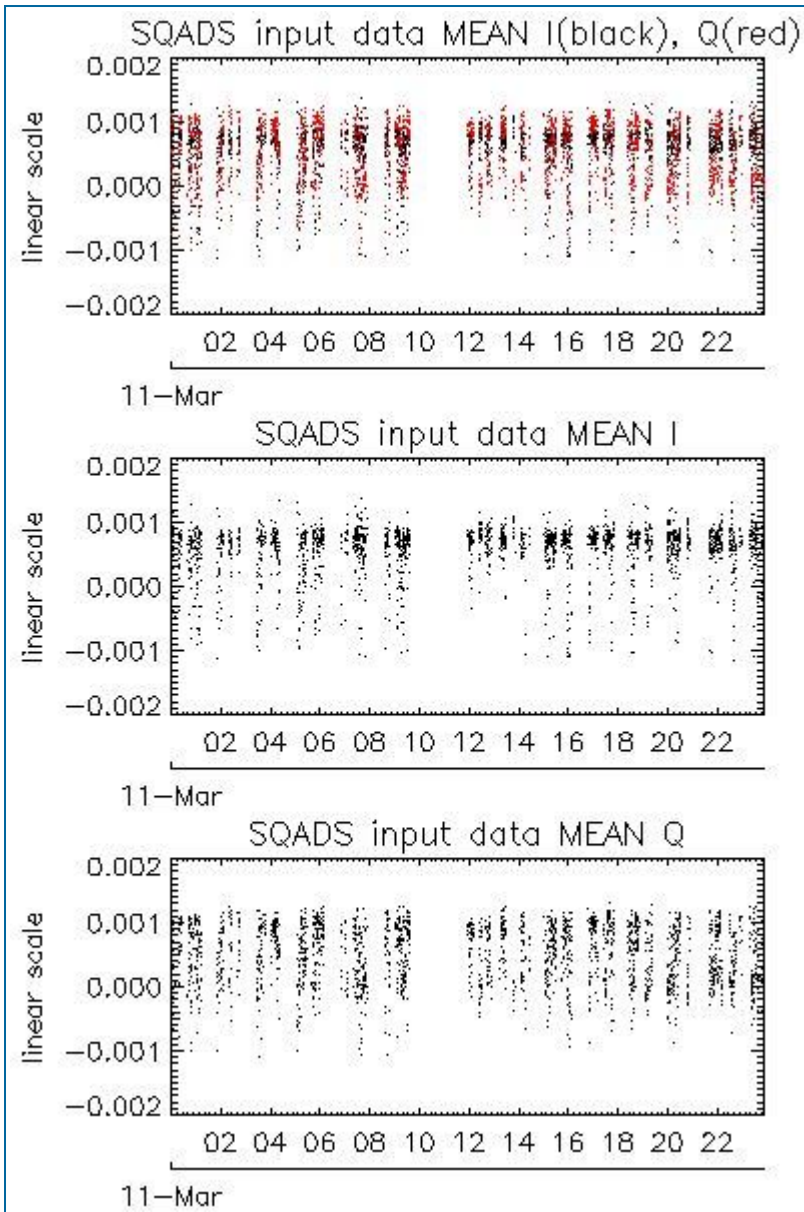 SQADS input data MEAN I(black), Q(red)
0.002
0.001
0.000
−0.001
−0.002
linear scale
02 04 06 08 10 12 14 16 18 20 22
11−Mar
SQADS input data MEAN I
0.002
0.001
0.000
−0.001
−0.002
linear scale
02 04 06 08 10 12 14 16 18 20 22
11−Mar
SQADS input data MEAN Q
0.002
0.001
0.000
−0.001
−0.002
linear scale
02 04 06 08 10 12 14 16 18 20 22
11−Mar